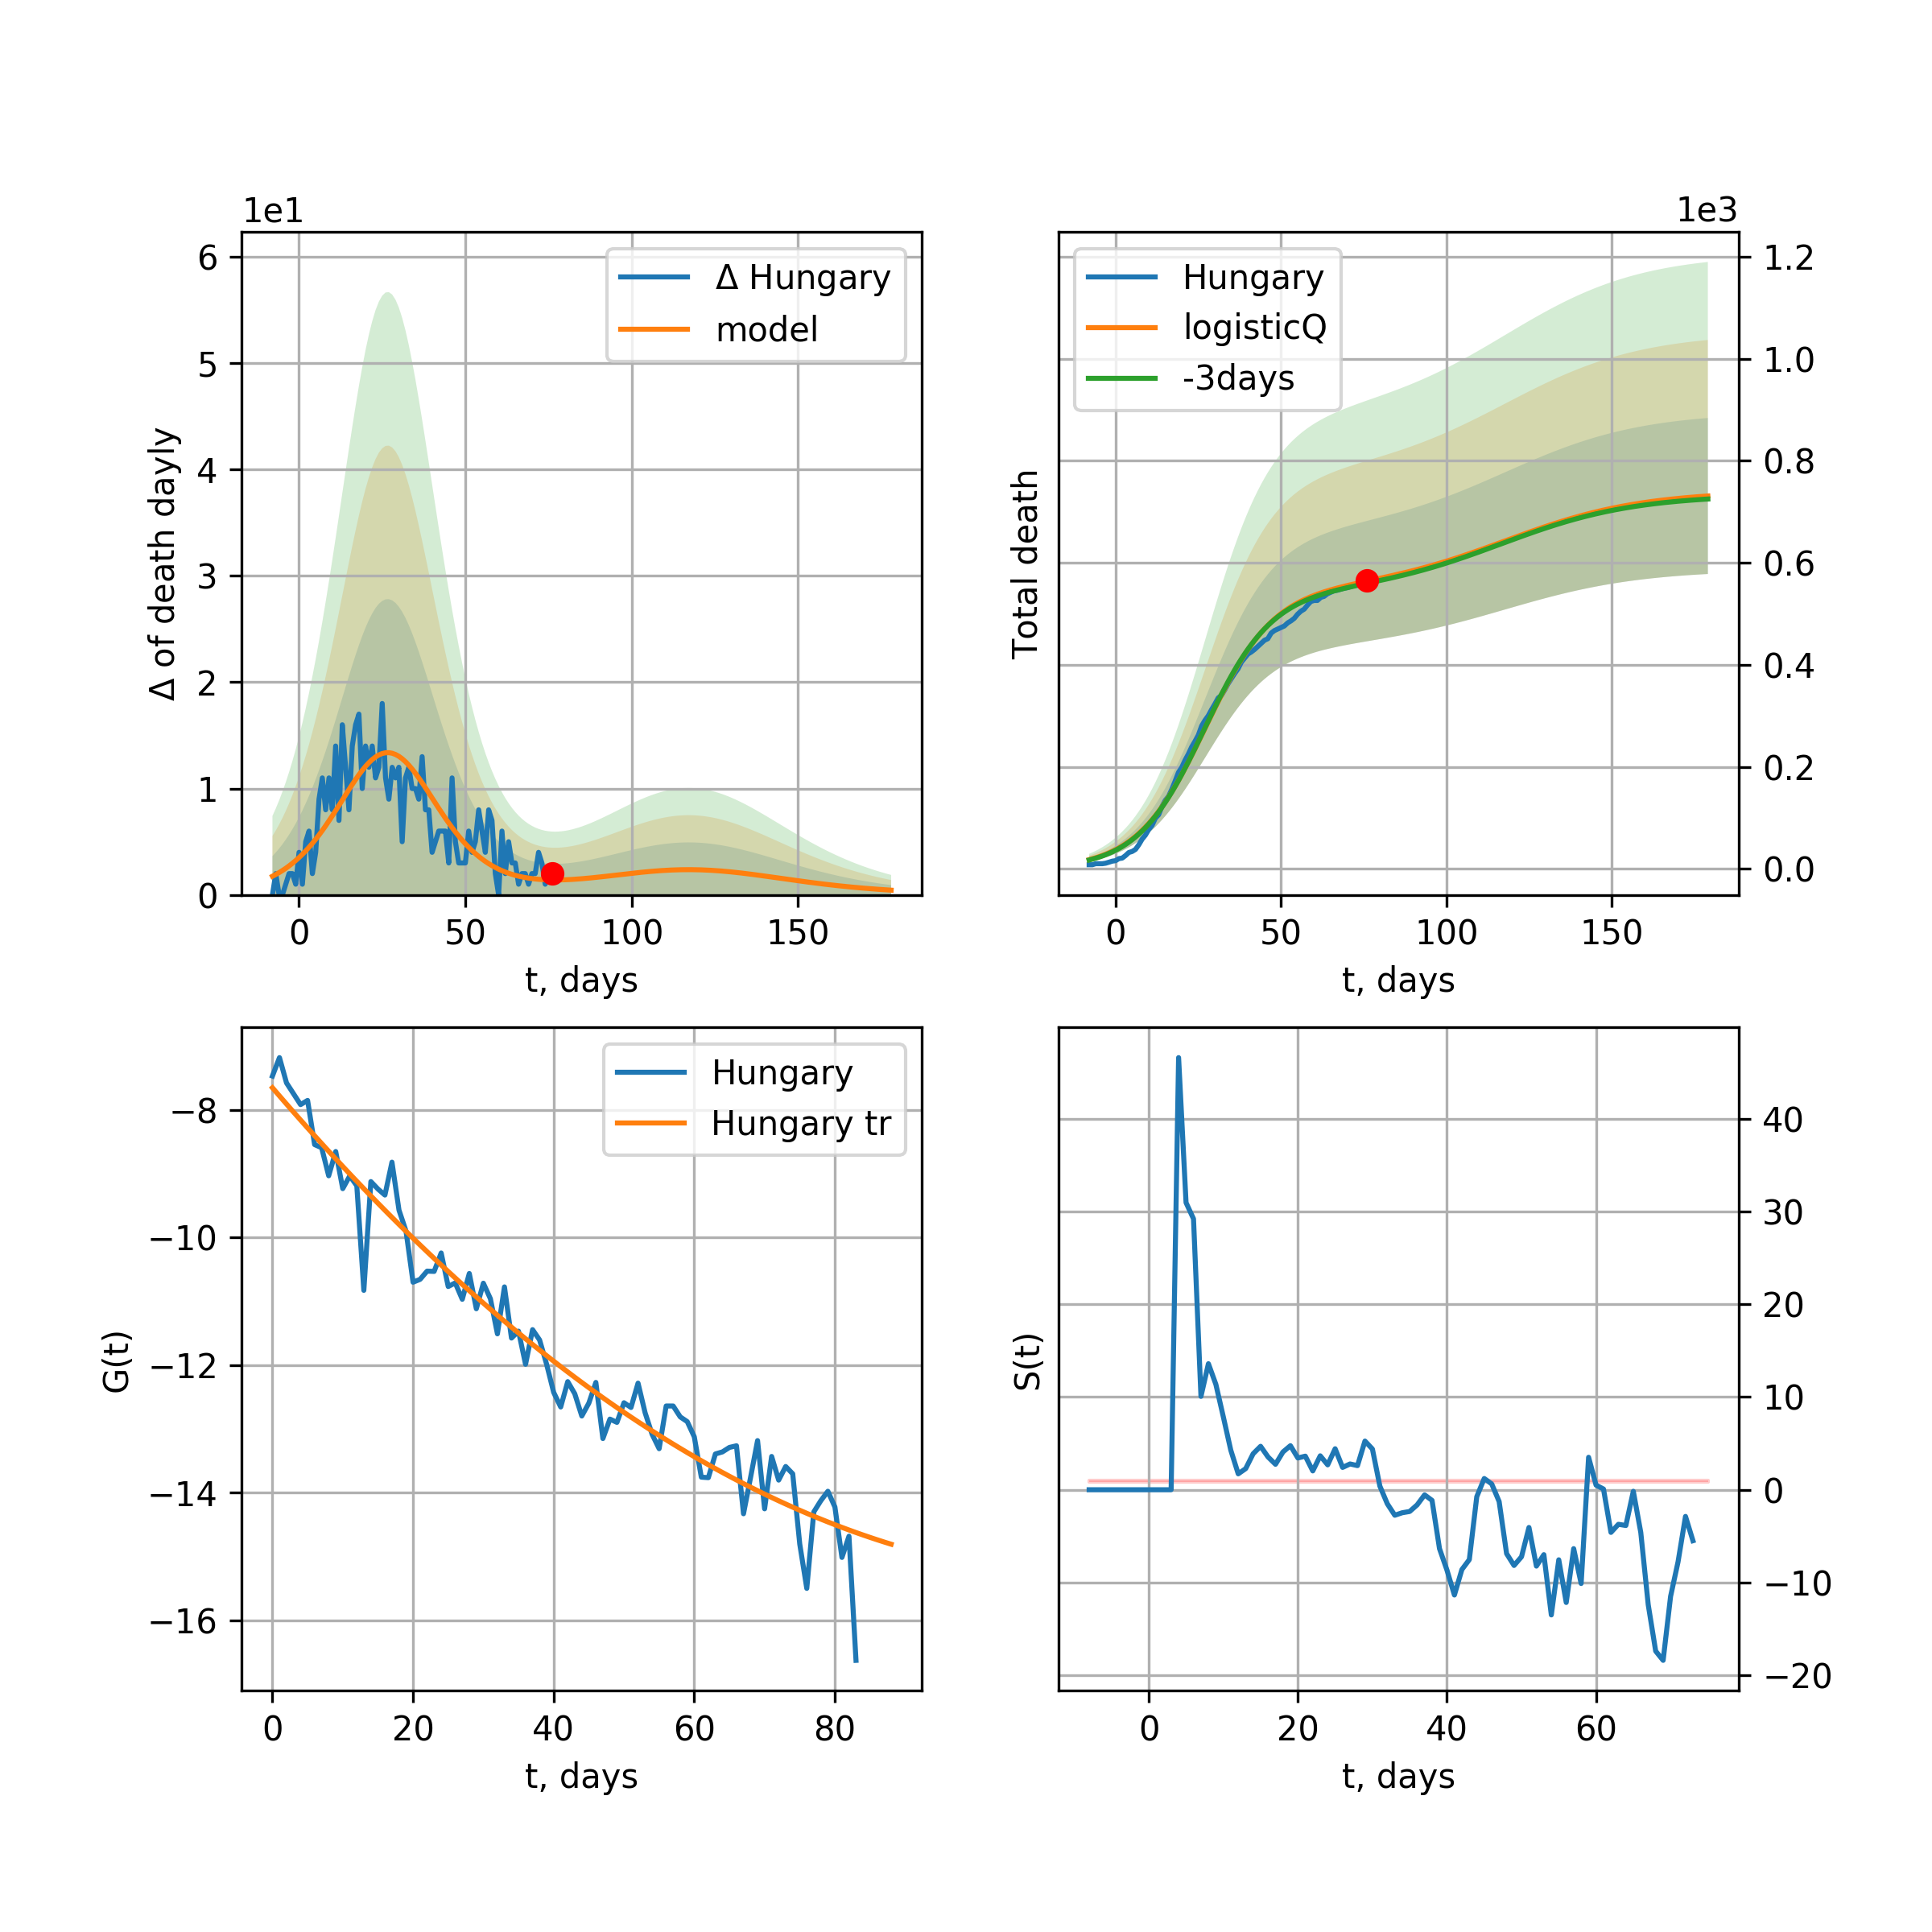 1e1
6
5
4
3
2
1
0
Δ of death dayly
Δ Hungary
model
0 50 100 150
t, days
1e3
1.2
1.0
0.8
0.6
0.4
0.2
0.0
Total death
Hungary
logisticQ
-3days
0 50 100 150
t, days
−8
−10
−12
−14
−16
G(t)
Hungary
Hungary tr
0 20 40 60 80
t, days
40
30
20
10
0
−10
−20
S(t)
0 20 40 60
t, days